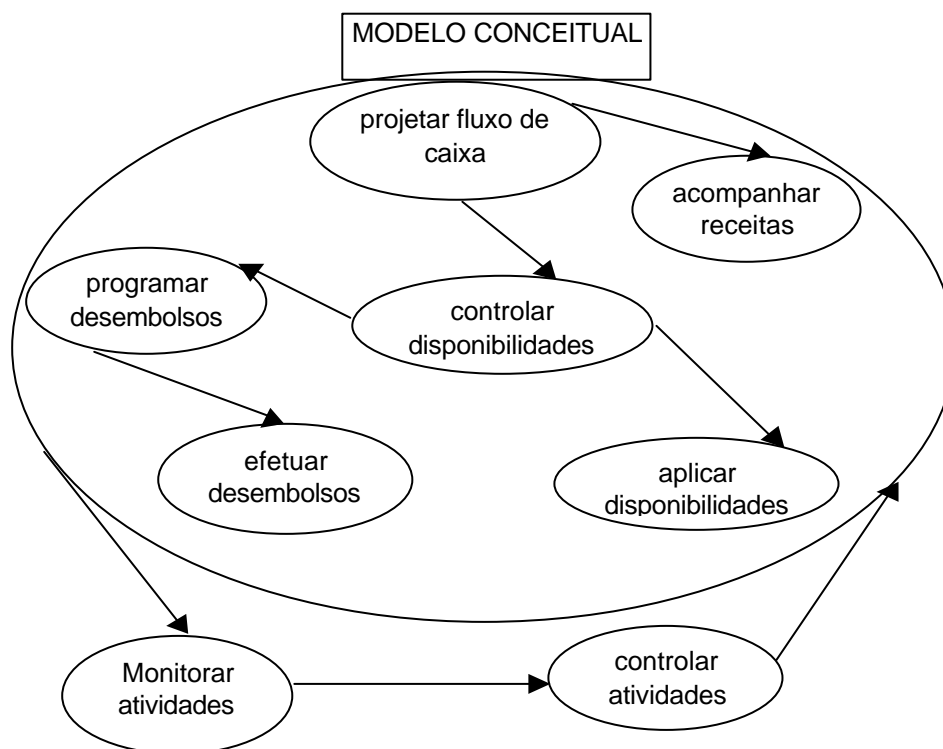 MODELO CONCEITUAL
projetar fluxo de
caixa
acompanhar
receitas
programar
desembolsos
controlar
disponibilidades
efetuar
desembolsos
aplicar
disponibilidades
Monitorar
atividades
controlar
atividades